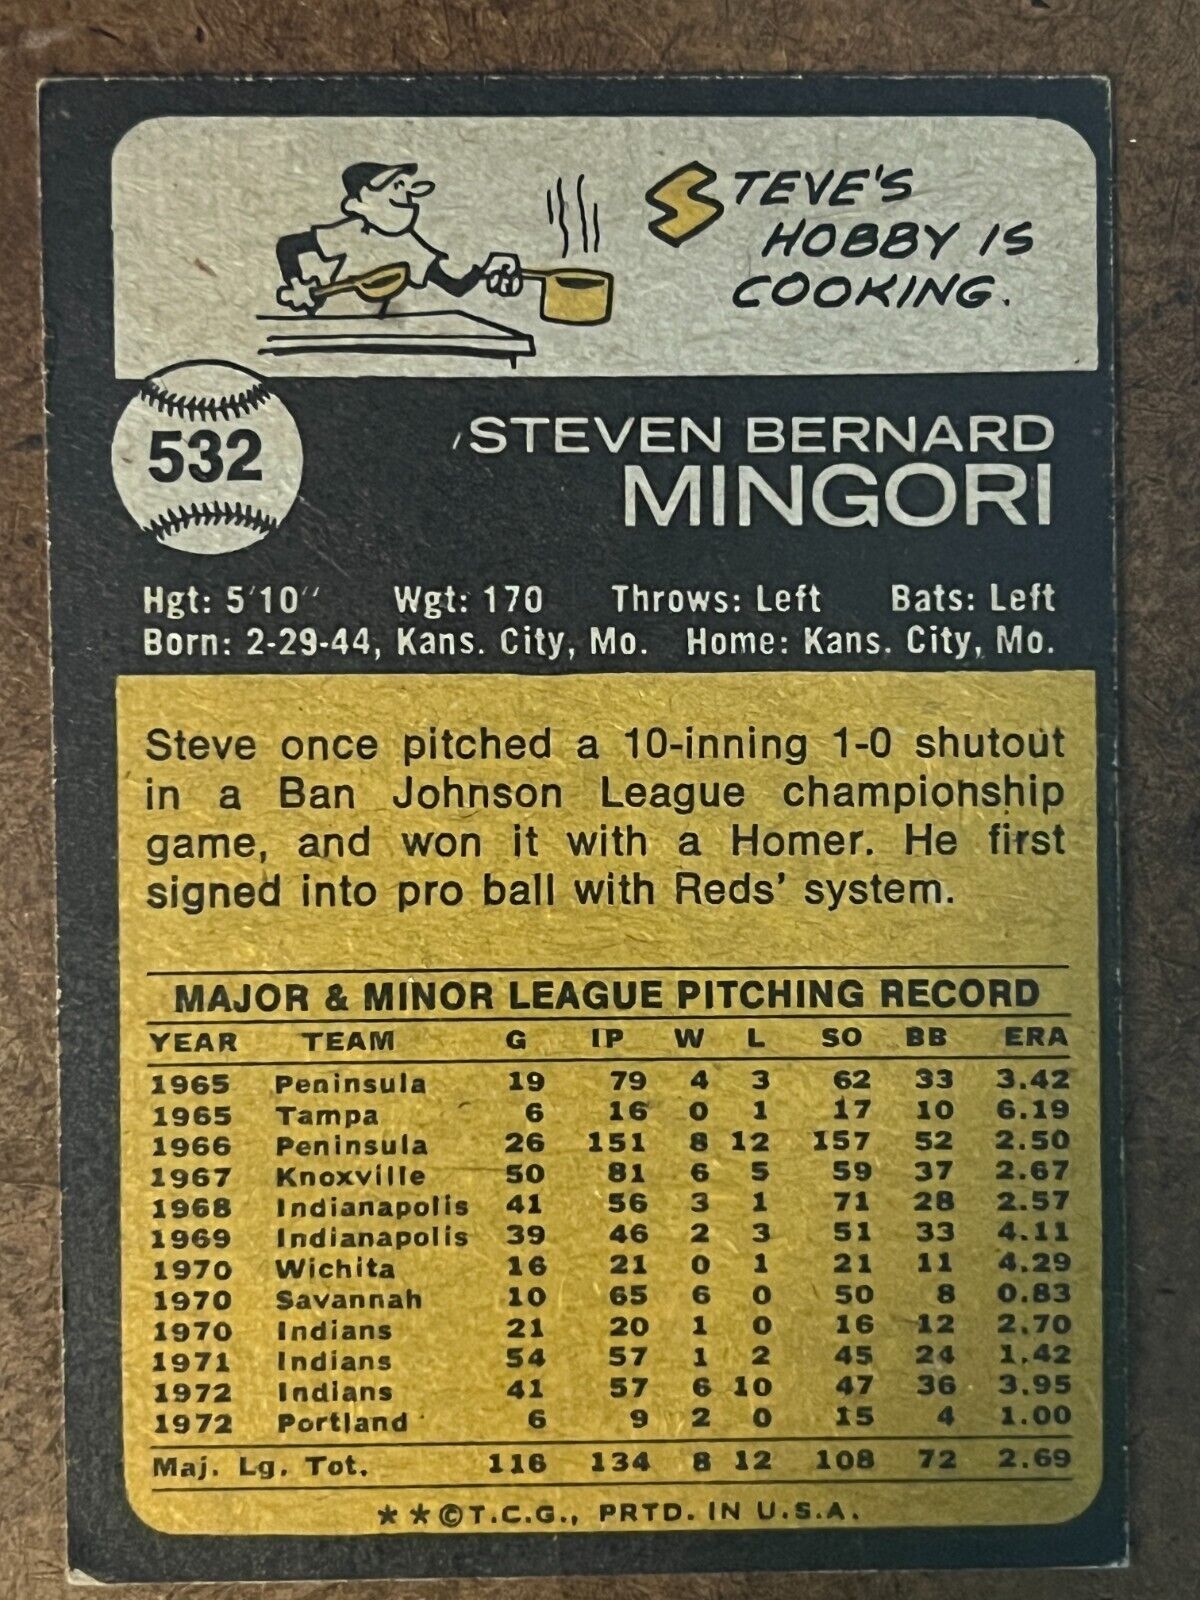 STEVE'S
HOBBY IS
COOKING.
532
STEVEN BERNARD
MINGORI
Hgt: 5'10" Wgt: 170 Throws: Left Bats: Left
Born: 2-29-44, Kans. City, Mo. Home: Kans. City, Mo.
Steve once pitched a 10-inning 1-0 shutout
in a Ban Johnson League championship
game, and won it with a Homer. He first
signed into pro ball with Reds' system.
MAJOR & MINOR LEAGUE PITCHING RECORD
YEAR TEAM G IP W L SO BB ERA
1965 Peninsula 19 79 4 3 62 33 3.42
1965 Tampa 6 16 0 1 17 10 6.19
1966 Peninsula 26 151 8 12 157 52 2.50
1967 Knoxville 50 81 6 5 59 37 2.67
1968 Indianapolis 41 56 3 1 71 28 2.57
1969 Indianapolis 39 46 2 3 51 33 4.11
1970 Wichita 16 21 0 1 21 11 4.29
1970 Savannah 10 65 6 0 50 8 0.83
1970 Indians 21 20 1 0 16 12 2.70
1971 Indians 54 57 1 2 45 24 1.42
1972 Indians 41 57 6 10 47 36 3.95
1972 Portland 6 9 2 0 15 4 1.00
Maj. Lg. Tot. 116 134 8 12 108 72 2.69
**©T.C.G., PRTD. IN U.S.A.